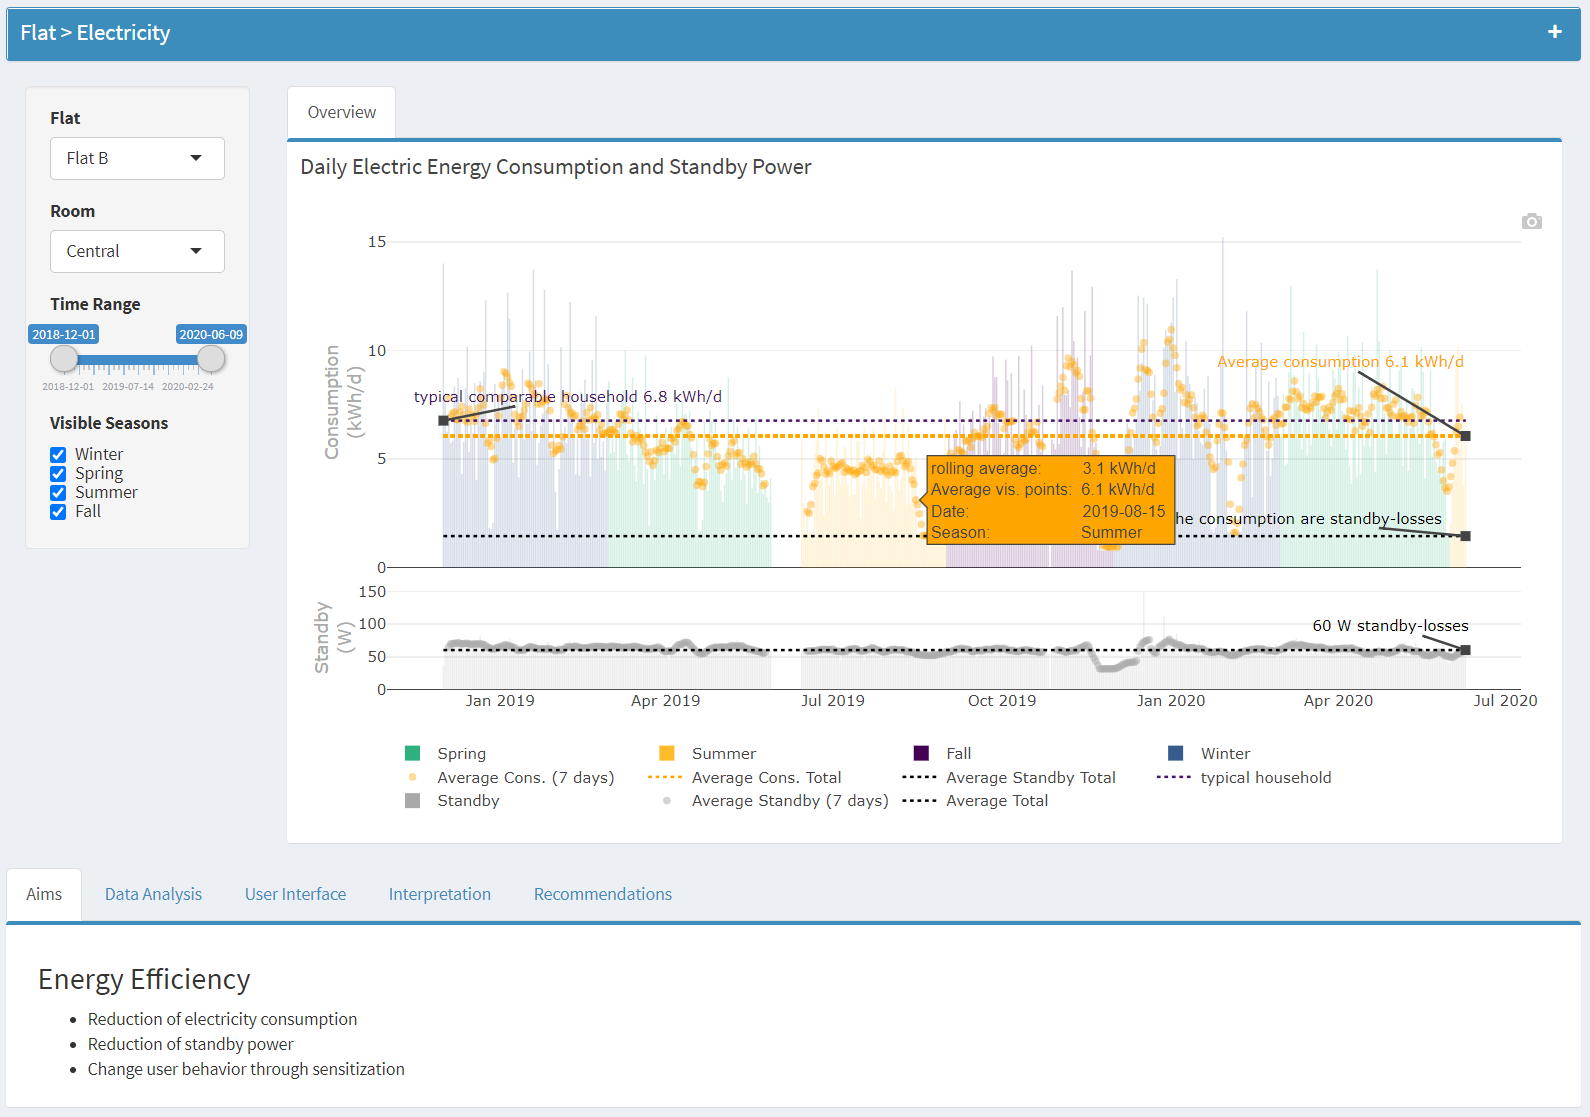 Flat > Electricity
+
Flat
Flat B
Room
Central
Time Range
2018-12-01 2020-06-09
2018-12-01 2019-07-14 2020-02-24
Visible Seasons
Winter
Spring
Summer
Fall
Overview
Daily Electric Energy Consumption and Standby Power
Consumption
(kWh/d)
15
10
5
0
typical comparable household 6.8 kWh/d
Average consumption 6.1 kWh/d
rolling average: 3.1 kWh/d
Average vis. points: 6.1 kWh/d
Date: 2019-08-15
Season: Summer
he consumption are standby-losses
Standby
(W)
150
100
50
0
60 W standby-losses
Jan 2019 Apr 2019 Jul 2019 Oct 2019 Jan 2020 Apr 2020 Jul 2020
Spring Summer Fall Winter
Average Cons. (7 days) Average Cons. Total Average Standby Total typical household
Standby Average Standby (7 days) Average Total
Aims Data Analysis User Interface Interpretation Recommendations
Energy Efficiency
• Reduction of electricity consumption
• Reduction of standby power
• Change user behavior through sensitization